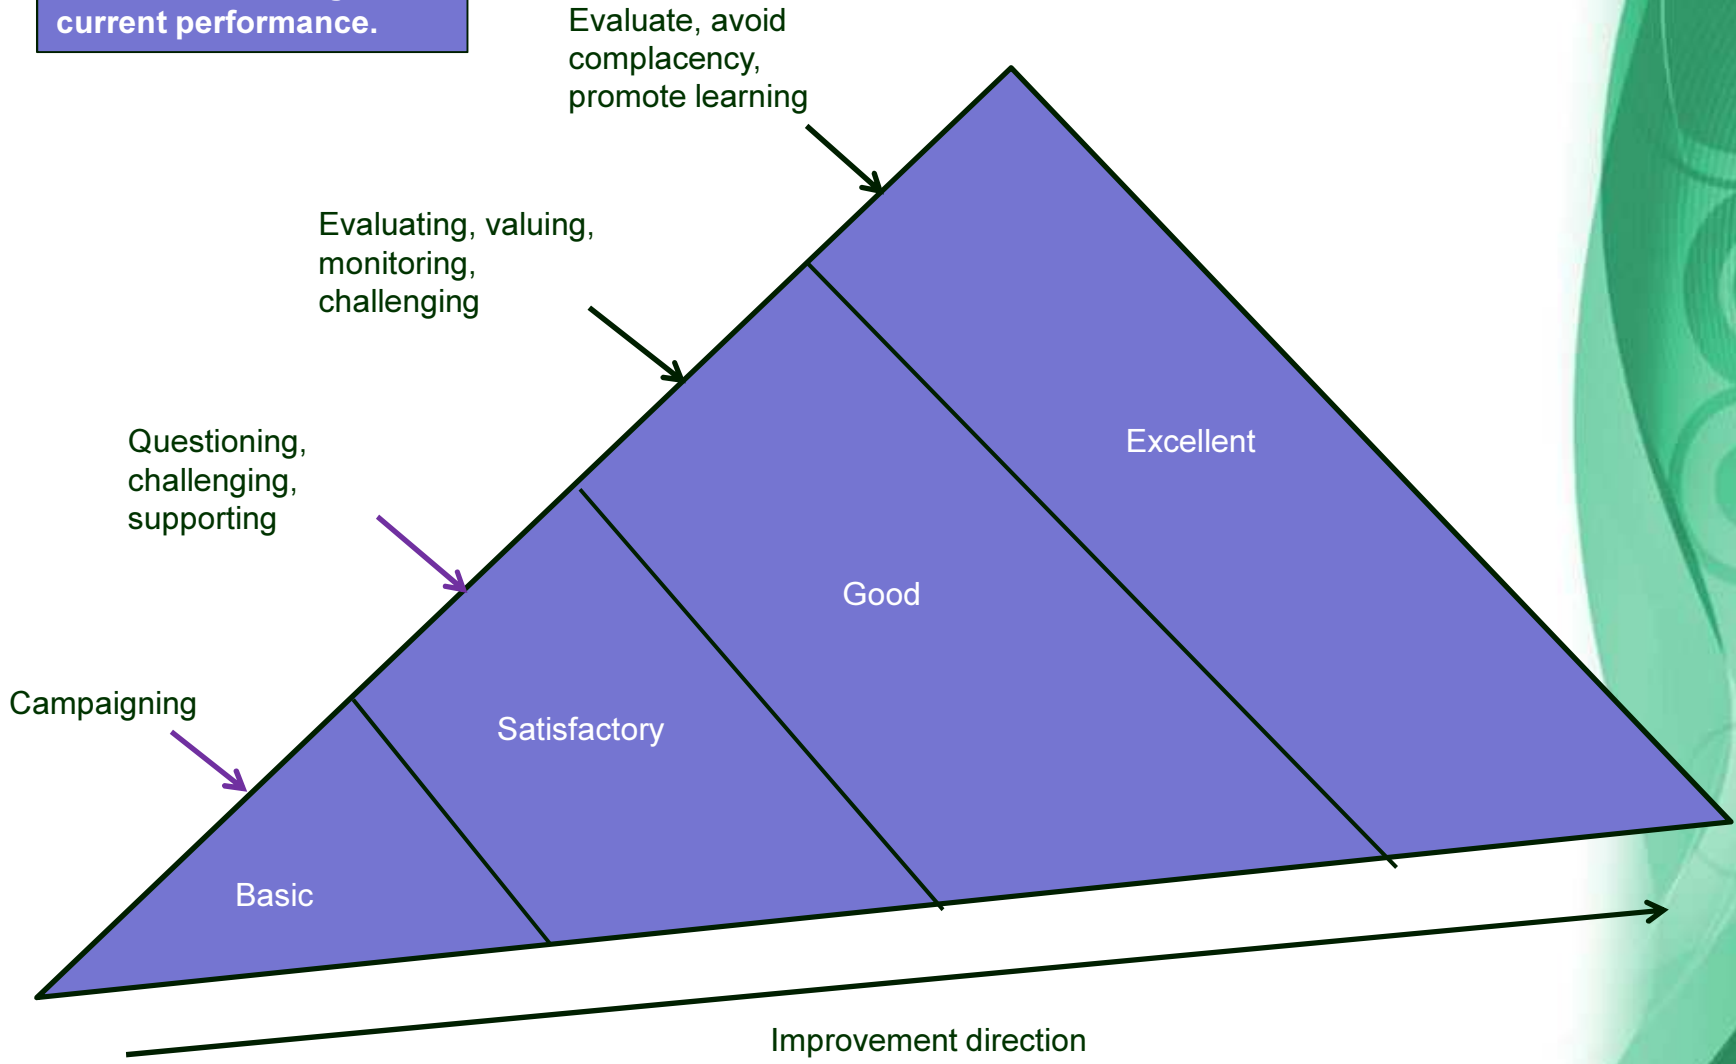 current performance.
Evaluate, avoid
complacency,
promote learning
Evaluating, valuing,
monitoring,
challenging
Questioning,
challenging,
supporting
Campaigning
Excellent
Good
Satisfactory
Basic
Improvement direction